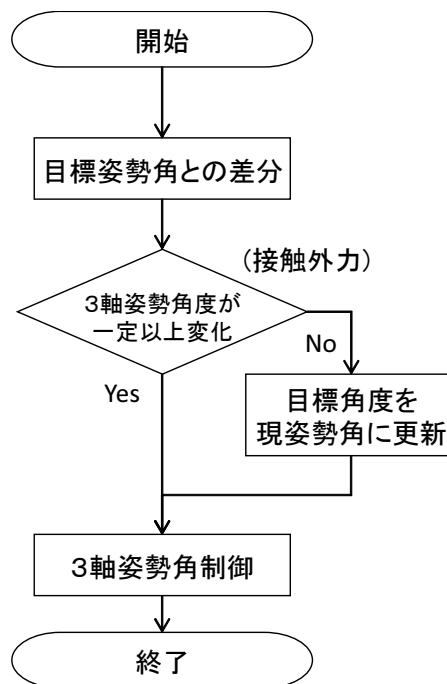 開始
目標姿勢角との差分
(接触外力)
3軸姿勢角度が
一定以上変化
No
Yes
目標角度を
現姿勢角に更新
3軸姿勢角制御
終了